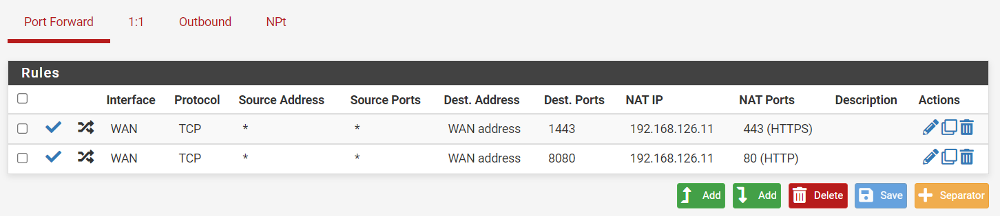 Port Forward 1:1 Outbound NPt
Rules
Interface Protocol Source Address Source Ports Dest. Address Dest. Ports NAT IP NAT Ports Description Actions
WAN TCP * * WAN address 1443 192.168.126.11 443 (HTTPS)
WAN TCP * * WAN address 8080 192.168.126.11 80 (HTTP)
Add Add Delete Save Separator